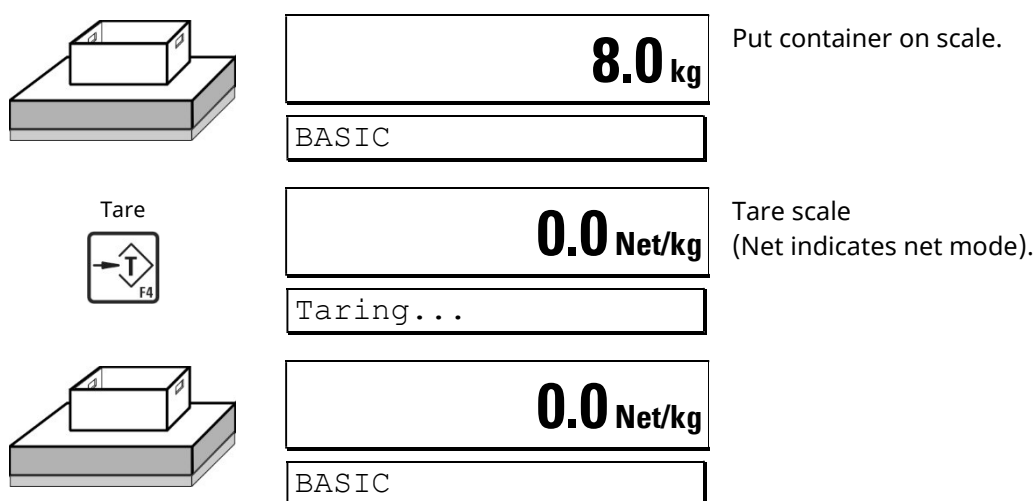 8.0 kg
Put container on scale.
BASIC
Tare
T
F4
0.0 Net/kg
Tare scale
(Net indicates net mode).
Taring...
0.0 Net/kg
BASIC